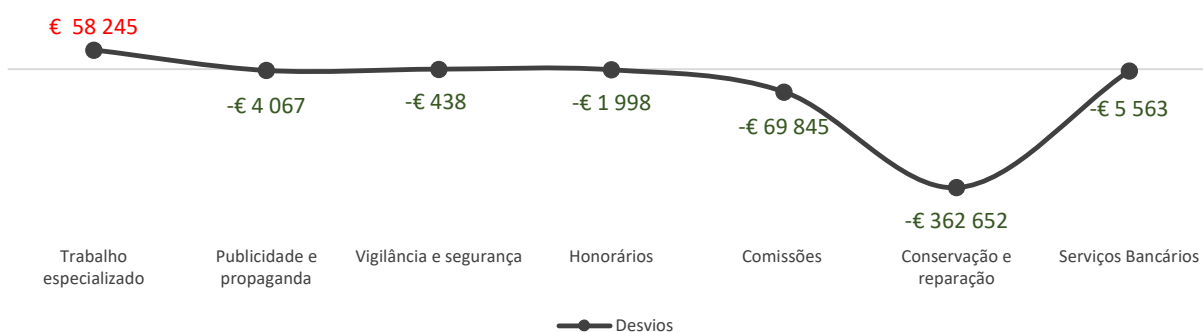 € 58 245
-€ 4 067
-€ 438
-€ 1 998
-€ 69 845
-€ 362 652
-€ 5 563
Trabalho
especializado
Publicidade e
propaganda
Vigilância e segurança
Honorários
Comissões
Conservação e
reparação
Serviços Bancários
Desvios